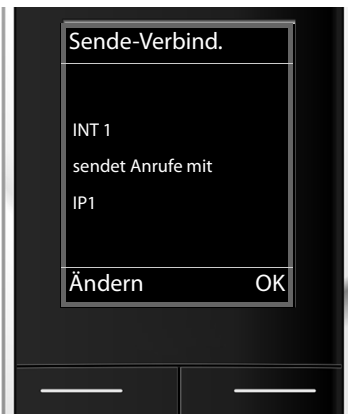 Sende-Verbind.
INT 1
sendet Anrufe mit
IP1
Ändern OK